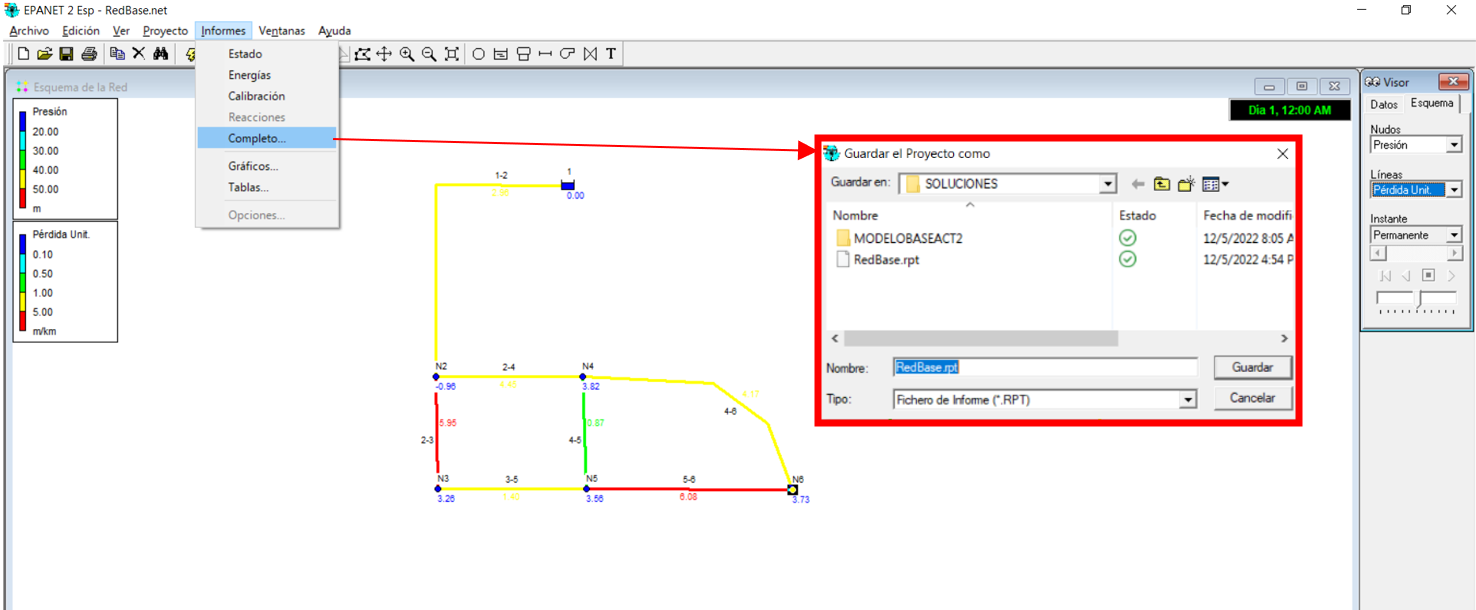 EPANET 2 Esp - RedBase.net
Archivo Edición Ver Proyecto Informes Ventanas Ayuda
Estado
Energías
Calibración
Reacciones
Completo...
Gráficos...
Tablas...
Opciones...
T
Esquema de la Red
Día 1, 12:00 AM
Presión
20.00
30.00
40.00
50.00
m
Pérdida Unit.
0.10
0.50
1.00
5.00
m/km
1-2
1
2.96
0.00
N2
2-4
N4
-0.96
4.45
3.82
4.17
4-6
5.95
0.87
2-3
4-5
N3
3-5
N5
5-6
N6
3.26
1.40
3.56
6.08
3.73
Guardar el Proyecto como
Guardar en:
SOLUCIONES
Nombre
Estado
Fecha de modifi
MODELOBASEACT2
12/5/2022 8:05 A
RedBase.rpt
12/5/2022 4:54 P
Nombre:
RedBase.rpt
Guardar
Tipo:
Fichero de Informe (*.RPT)
Cancelar
Visor
Datos
Esquema
Nudos
Presión
Líneas
Pérdida Unit.
Instante
Permanente